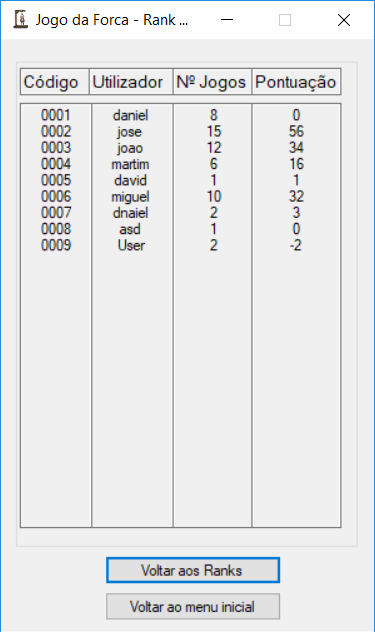 Jogo da Forca - Rank ...
Código Utilizador Nº Jogos Pontuação
0001 daniel 8 0
0002 jose 15 56
0003 joao 12 34
0004 martim 6 16
0005 david 1 1
0006 miguel 10 32
0007 dnaiel 2 3
0008 asd 1 0
0009 User 2 -2
Voltar aos Ranks
Voltar ao menu inicial